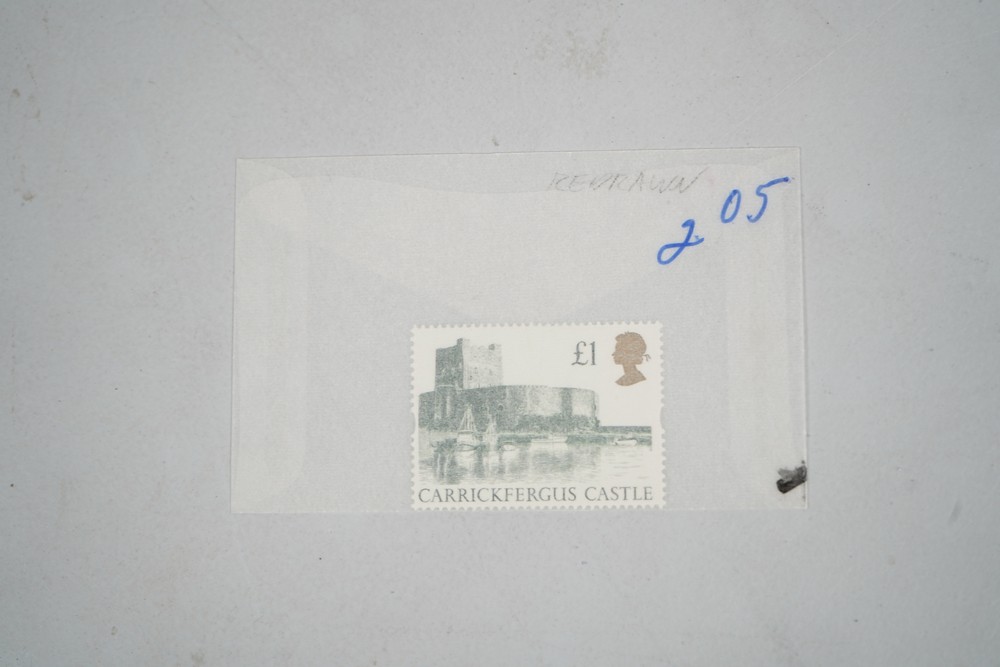 REDRAWN
2 05
£1
CARRICKFERGUS CASTLE